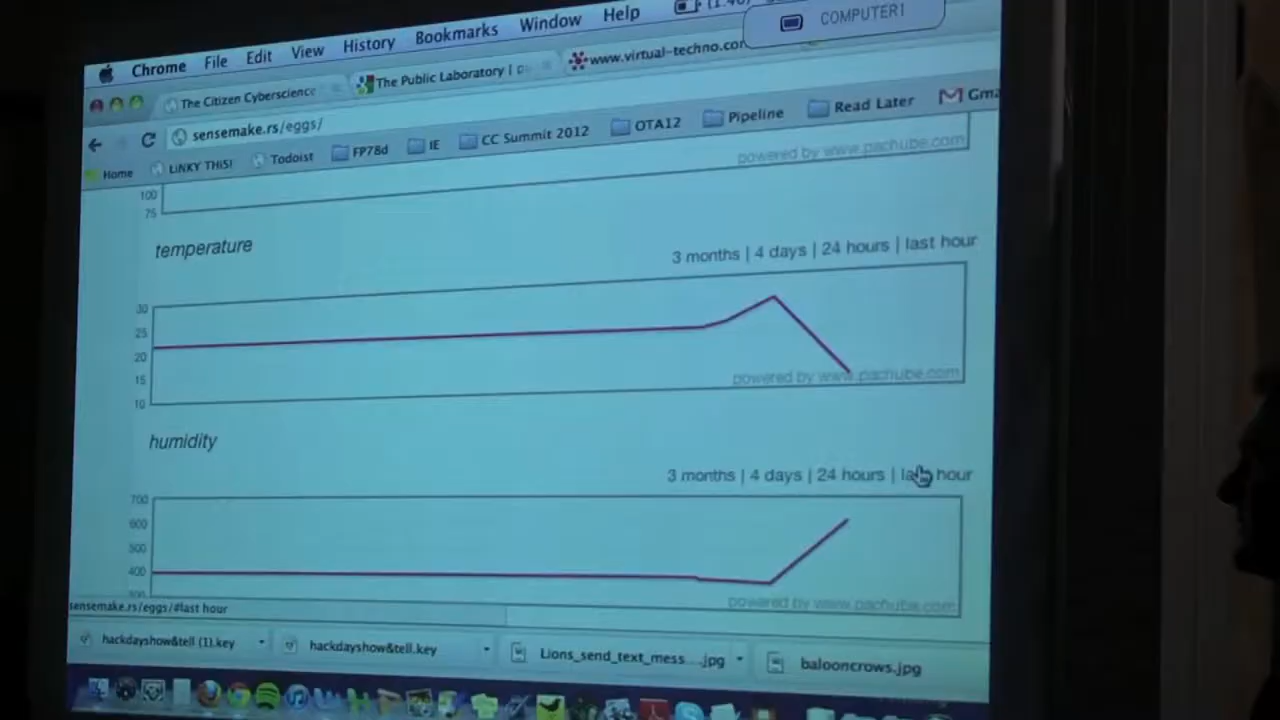 COMPUTER1
Chrome File Edit View History Bookmarks Window Help
The Citizen Cyberscience The Public Laboratory | www.virtual-techno.com
sensemake.rs/eggs/
Home LiNKY THiS! Todoist FP78d IE CC Summit 2012 OTA12 Pipeline Read Later Gma
powered by www.pachube.com
100
75
temperature
3 months | 4 days | 24 hours | last hour
30
25
20
15
10
powered by www.pachube.com
humidity
3 months | 4 days | 24 hours | last hour
700
600
500
400
300
powered by www.pachube.com
sensemake.rs/eggs/#last hour
hackdayshow&tell (1).key hackdayshow&tell.key Lions_send_text_mess....jpg balooncrows.jpg